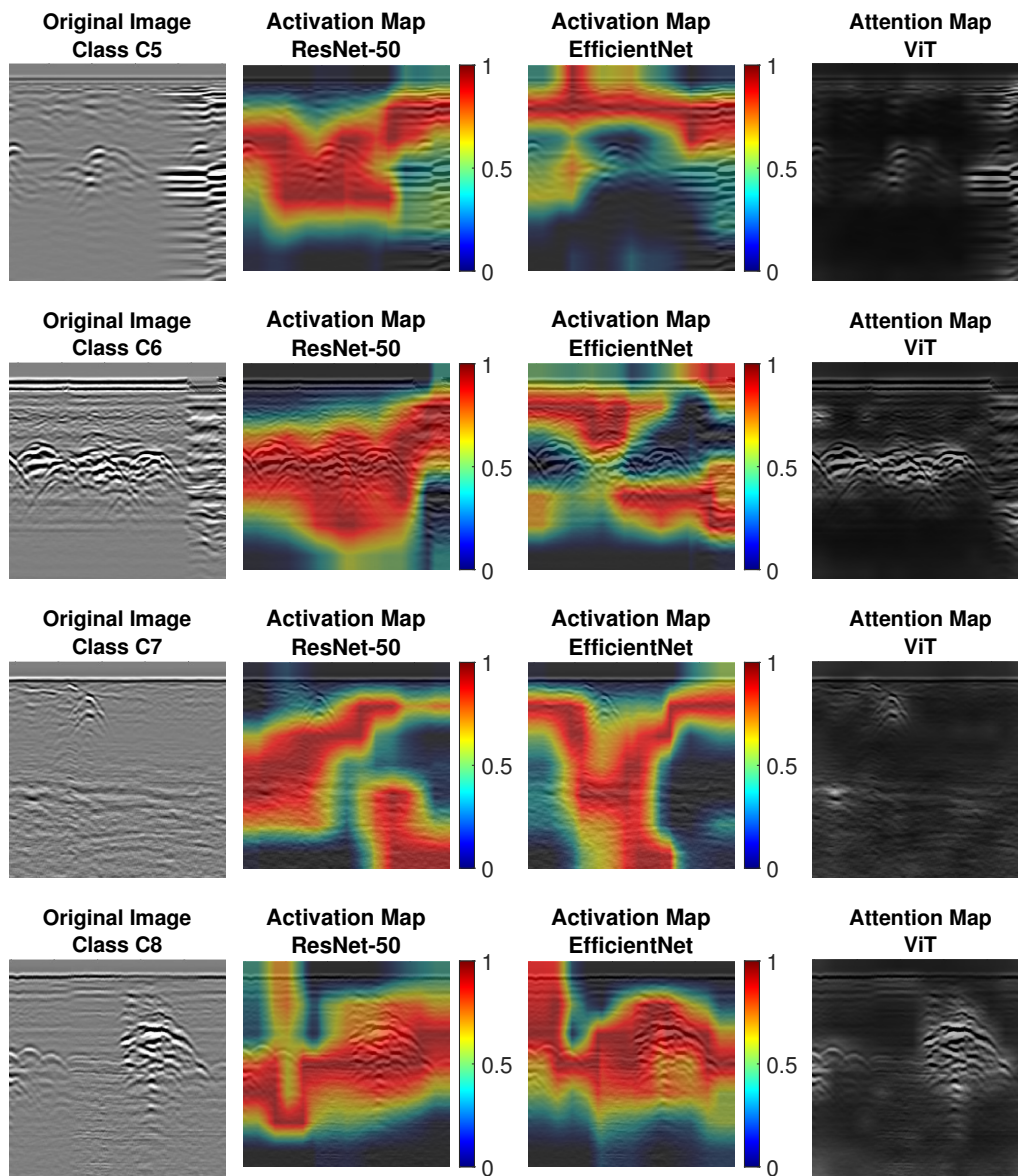 Original Image
Class C5
Activation Map
ResNet-50
1
0.5
0
Activation Map
EfficientNet
1
0.5
0
Attention Map
ViT
Original Image
Class C6
Activation Map
ResNet-50
1
0.5
0
Activation Map
EfficientNet
1
0.5
0
Attention Map
ViT
Original Image
Class C7
Activation Map
ResNet-50
1
0.5
0
Activation Map
EfficientNet
1
0.5
0
Attention Map
ViT
Original Image
Class C8
Activation Map
ResNet-50
1
0.5
0
Activation Map
EfficientNet
1
0.5
0
Attention Map
ViT